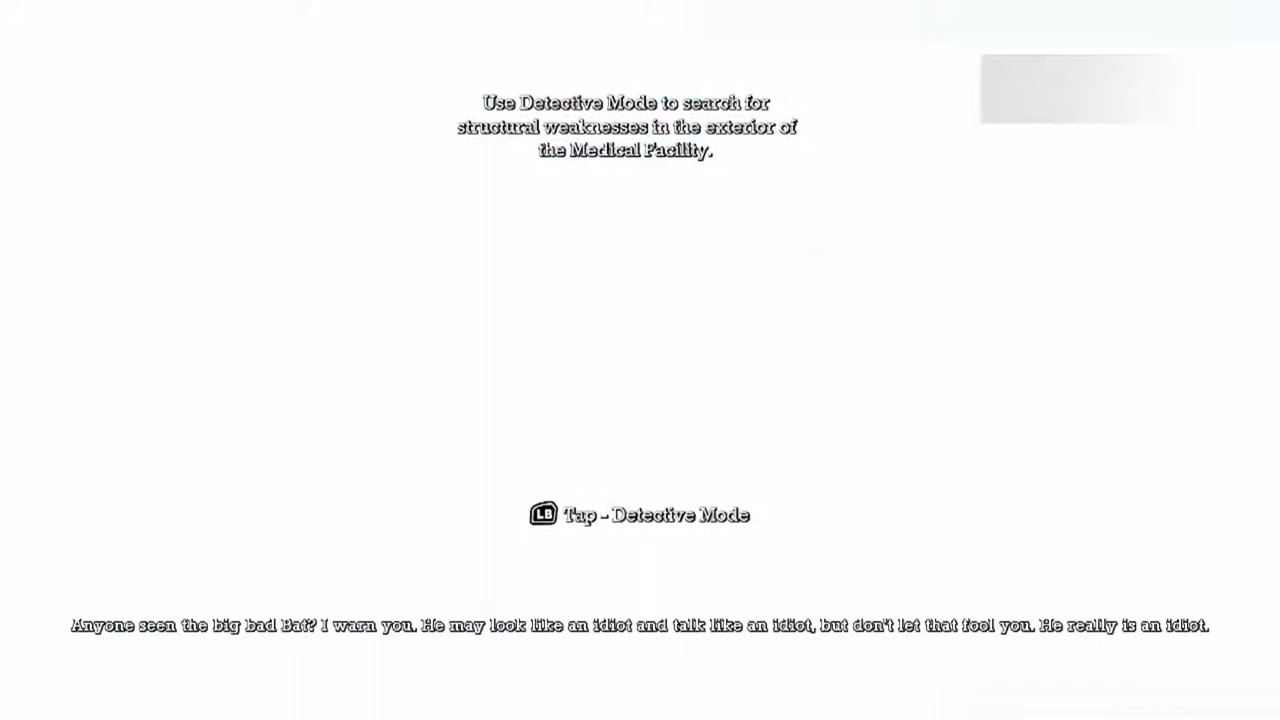 Use Detective Mode to search for
structural weaknesses in the exterior of
the Medical Facility.
LB Tap - Detective Mode
Anyone seen the big bad Bat? I warn you. He may look like an idiot and talk like an idiot, but don't let that fool you. He really is an idiot.